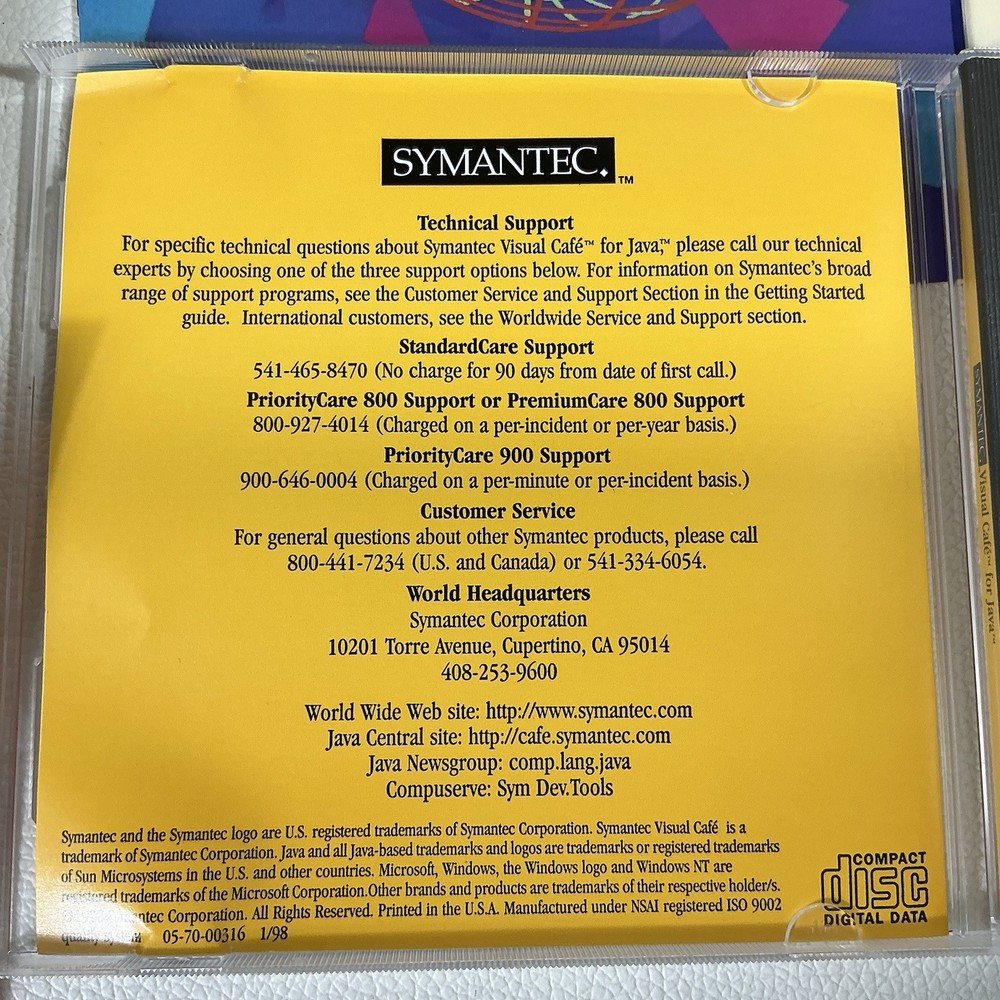 SYMANTEC.™
Technical Support
For specific technical questions about Symantec Visual Café™ for Java,™ please call our technical
experts by choosing one of the three support options below. For information on Symantec's broad
range of support programs, see the Customer Service and Support Section in the Getting Started
guide. International customers, see the Worldwide Service and Support section.
StandardCare Support
541-465-8470 (No charge for 90 days from date of first call.)
PriorityCare 800 Support or PremiumCare 800 Support
800-927-4014 (Charged on a per-incident or per-year basis.)
PriorityCare 900 Support
900-646-0004 (Charged on a per-minute or per-incident basis.)
Customer Service
For general questions about other Symantec products, please call
800-441-7234 (U.S. and Canada) or 541-334-6054.
World Headquarters
Symantec Corporation
10201 Torre Avenue, Cupertino, CA 95014
408-253-9600
World Wide Web site: http://www.symantec.com
Java Central site: http://cafe.symantec.com
Java Newsgroup: comp.lang.java
Compuserve: Sym Dev.Tools
Symantec and the Symantec logo are U.S. registered trademarks of Symantec Corporation. Symantec Visual Café is a
trademark of Symantec Corporation. Java and all Java-based trademarks and logos are trademarks or registered trademarks
of Sun Microsystems in the U.S. and other countries. Microsoft, Windows, the Windows logo and Windows NT are
registered trademarks of the Microsoft Corporation.Other brands and products are trademarks of their respective holder/s.
Symantec Corporation. All Rights Reserved. Printed in the U.S.A. Manufactured under NSAI registered ISO 9002
quality system 05-70-00316 1/98
COMPACT
disc
DIGITAL DATA
SYMANTEC. Visual Café™ for Java™